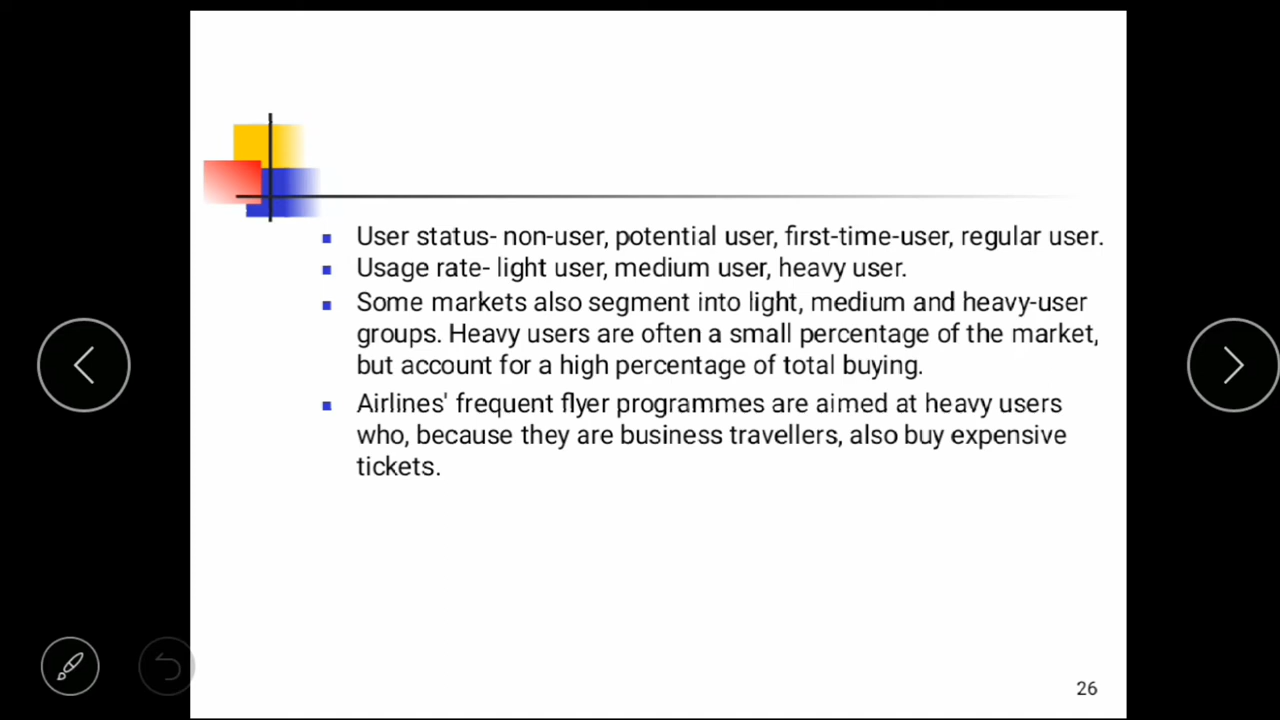 User status- non-user, potential user, first-time-user, regular user.
Usage rate- light user, medium user, heavy user.
Some markets also segment into light, medium and heavy-user
groups. Heavy users are often a small percentage of the market,
but account for a high percentage of total buying.
Airlines' frequent flyer programmes are aimed at heavy users
who, because they are business travellers, also buy expensive
tickets.
26